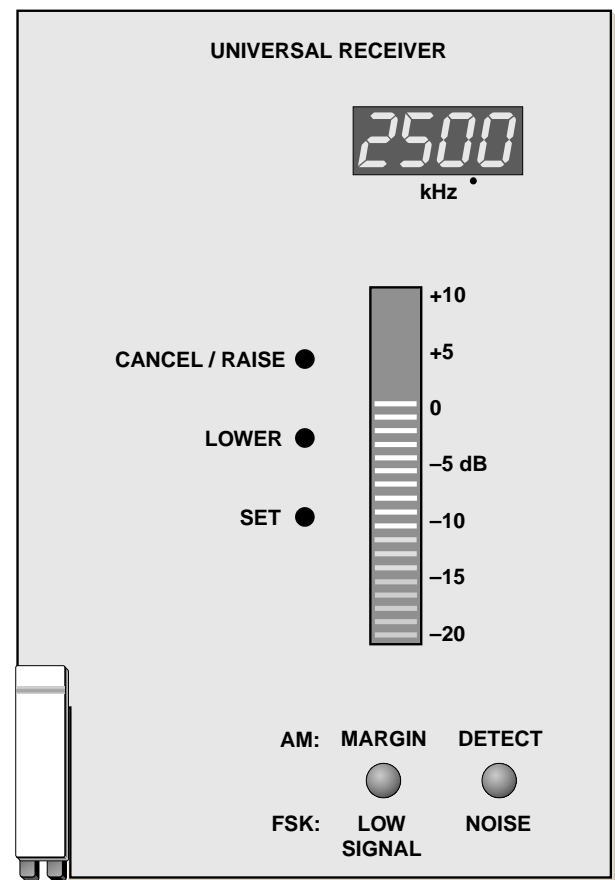 UNIVERSAL RECEIVER
2500
kHz
+10
CANCEL / RAISE +5
0
LOWER
–5 dB
SET –10
–15
–20
AM: MARGIN DETECT
FSK: LOW NOISE
SIGNAL